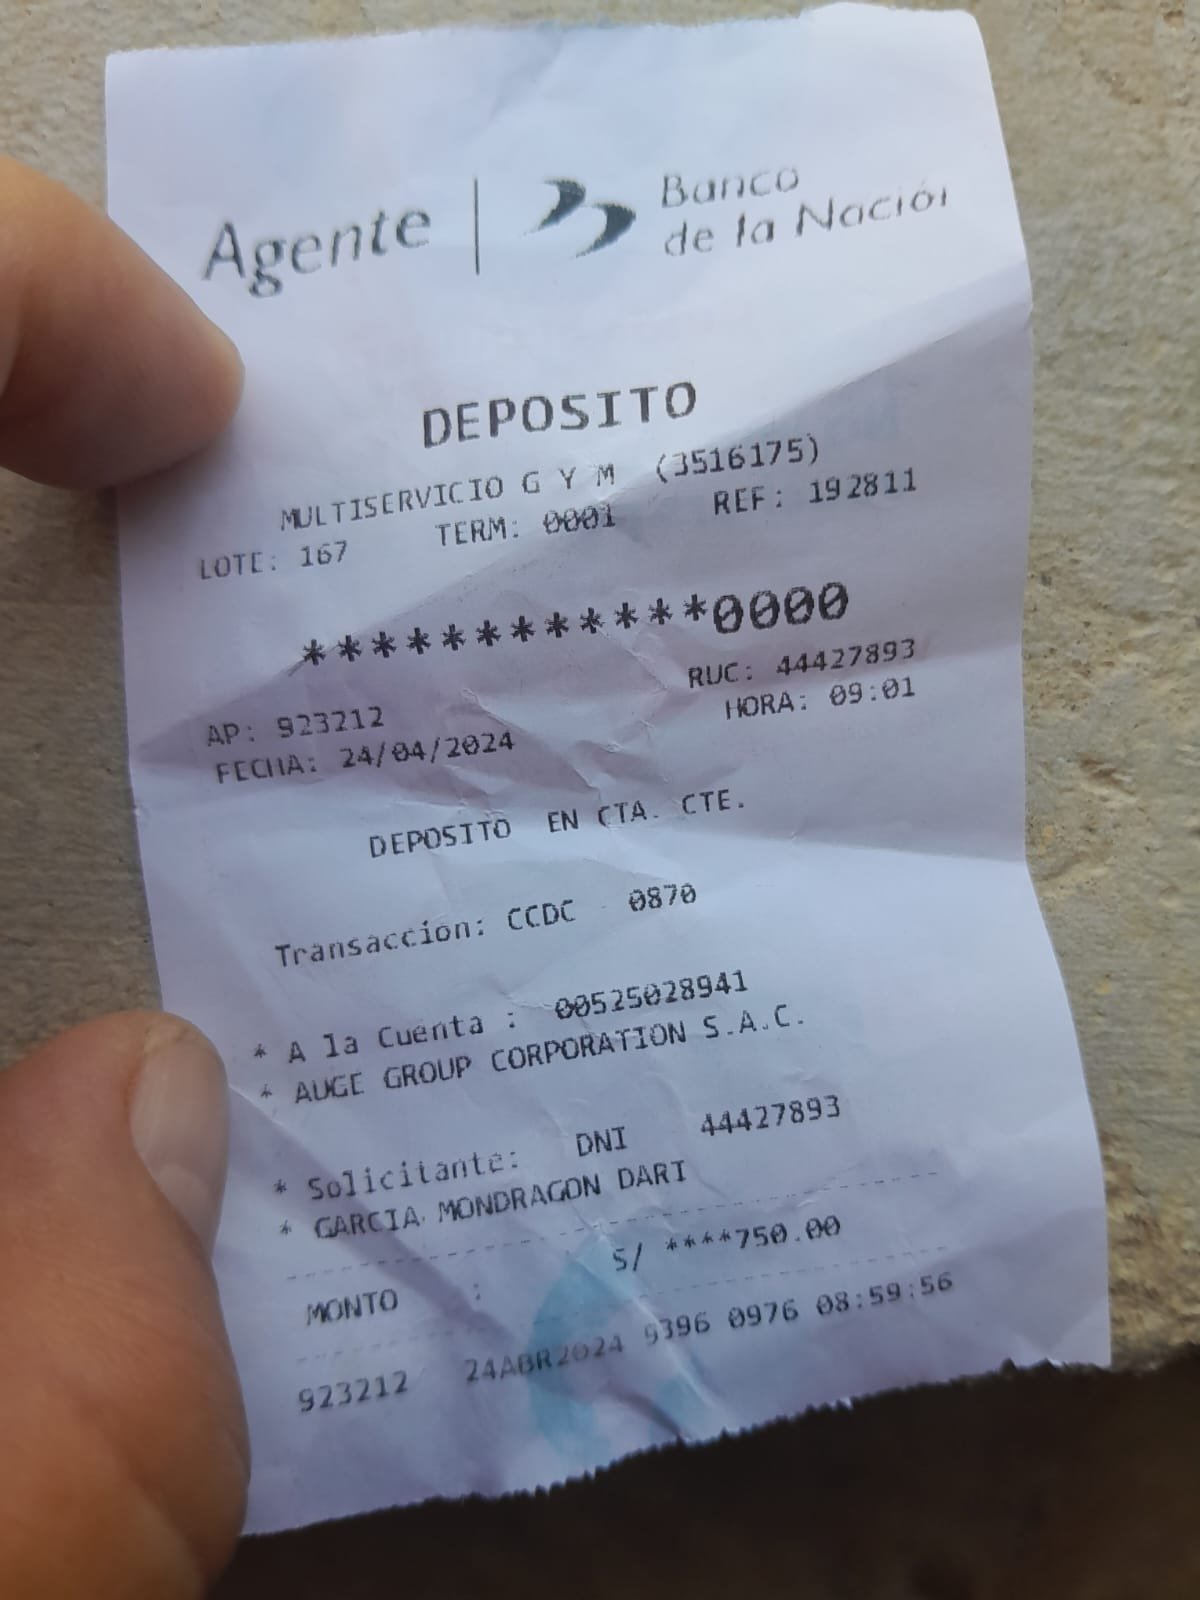 Agente | Banco
de la Nación
DEPOSITO
MULTISERVICIO G Y M (3516175)
LOTE: 167 TERM: 0001 REF: 192811
************0000
RUC: 44427893
AP: 923212 HORA: 09:01
FECHA: 24/04/2024
DEPOSITO EN CTA. CTE.
Transaccion: CCDC 0870
* A la Cuenta : 00525028941
* AUGE GROUP CORPORATION S.A.C.
* Solicitante: DNI 44427893
* GARCIA MONDRAGON DARI
MONTO : S/ ****750.00
923212 24ABR2024 9396 0976 08:59:56